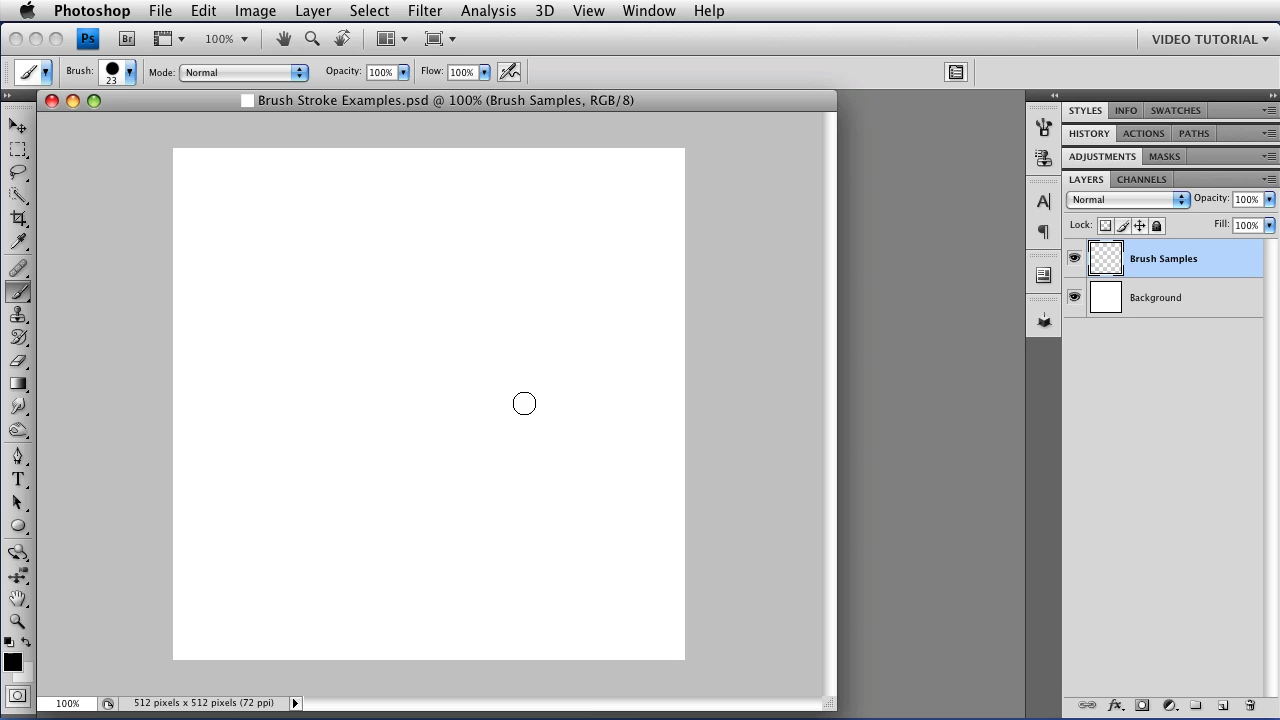 Photoshop File Edit Image Layer Select Filter Analysis 3D View Window Help
Ps Br 100% VIDEO TUTORIAL
Brush: 23 Mode: Normal Opacity: 100% Flow: 100%
Brush Stroke Examples.psd @ 100% (Brush Samples, RGB/8)
STYLES INFO SWATCHES
HISTORY ACTIONS PATHS
ADJUSTMENTS MASKS
LAYERS CHANNELS
Normal Opacity: 100%
Lock: Fill: 100%
Brush Samples
Background
100% 512 pixels x 512 pixels (72 ppi)